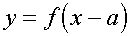 y = f(x − a)